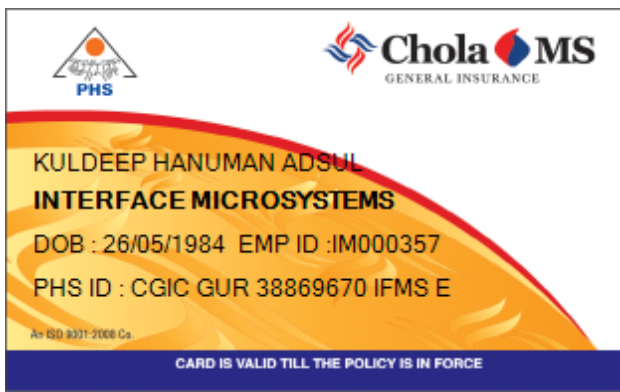 PHS
Chola MS
GENERAL INSURANCE
KULDEEP HANUMAN ADSUL
INTERFACE MICROSYSTEMS
DOB : 26/05/1984 EMP ID :IM000357
PHS ID : CGIC GUR 38869670 IFMS E
An ISO 9001:2008 Co.
CARD IS VALID TILL THE POLICY IS IN FORCE